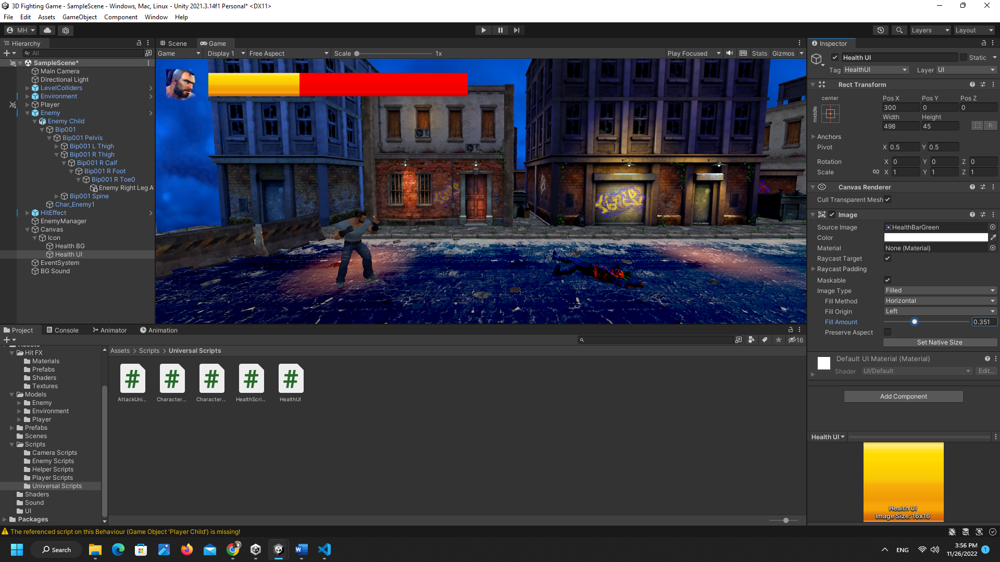 3D Fighting Game - SampleScene - Windows, Mac, Linux - Unity 2021.3.14f1 Personal* <DX11>
File Edit Assets GameObject Component Window Help
MH Layers Layout
Hierarchy
All
SampleScene*
Main Camera
Directional Light
LevelColliders
Environment
Player
Enemy
Enemy Child
Bip001
Bip001 Pelvis
Bip001 L Thigh
Bip001 R Thigh
Bip001 R Calf
Bip001 R Foot
Bip001 R Toe0
Enemy Right Leg A
Bip001 Spine
Char_Enemy1
HitEffect
EnemyManager
Canvas
Icon
Health BG
Health UI
EventSystem
BG Sound
Scene Game
Game Display 1 Free Aspect Scale 1x Play Focused Stats Gizmos
Inspector
Health UI Static
Tag HealthUI Layer UI
Rect Transform
center
middle
Pos X Pos Y Pos Z
300 0 0
Width Height
498 45
R
Anchors
Pivot X 0.5 Y 0.5
Rotation X 0 Y 0 Z 0
Scale X 1 Y 1 Z 1
Canvas Renderer
Cull Transparent Mesh
Image
Source Image HealthBarGreen
Color
Material None (Material)
Raycast Target
Raycast Padding
Maskable
Image Type Filled
Fill Method Horizontal
Fill Origin Left
Fill Amount 0.351
Preserve Aspect
Set Native Size
Default UI Material (Material)
Shader UI/Default Edit...
Add Component
Health UI
Health UI
Image Size: 16x16
Project Console Animator Animation
16
Assets
Hit FX
Materials
Prefabs
Shaders
Textures
Models
Enemy
Environment
Player
Prefabs
Scenes
Scripts
Camera Scripts
Enemy Scripts
Helper Scripts
Player Scripts
Universal Scripts
Shaders
Sound
UI
Packages
Assets > Scripts > Universal Scripts
AttackUni... Character... Character... HealthScri... HealthUI
The referenced script on this Behaviour (Game Object 'Player Child') is missing!
Search
ENG
3:56 PM
11/26/2022
1